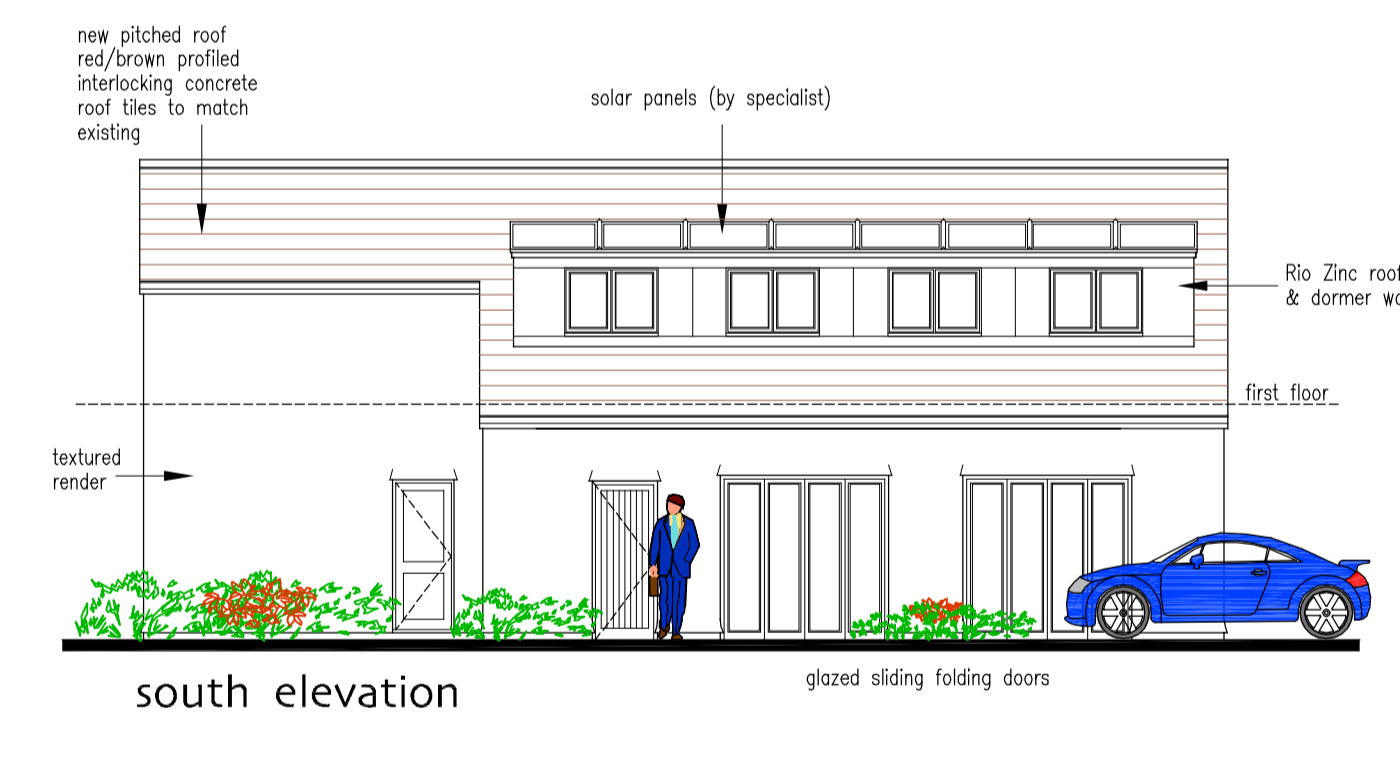 new pitched roof
red/brown profiled
interlocking concrete
roof tiles to match
existing
solar panels (by specialist)
Rio Zinc
& dormer
first floor
textured
render
glazed sliding folding doors
south elevation